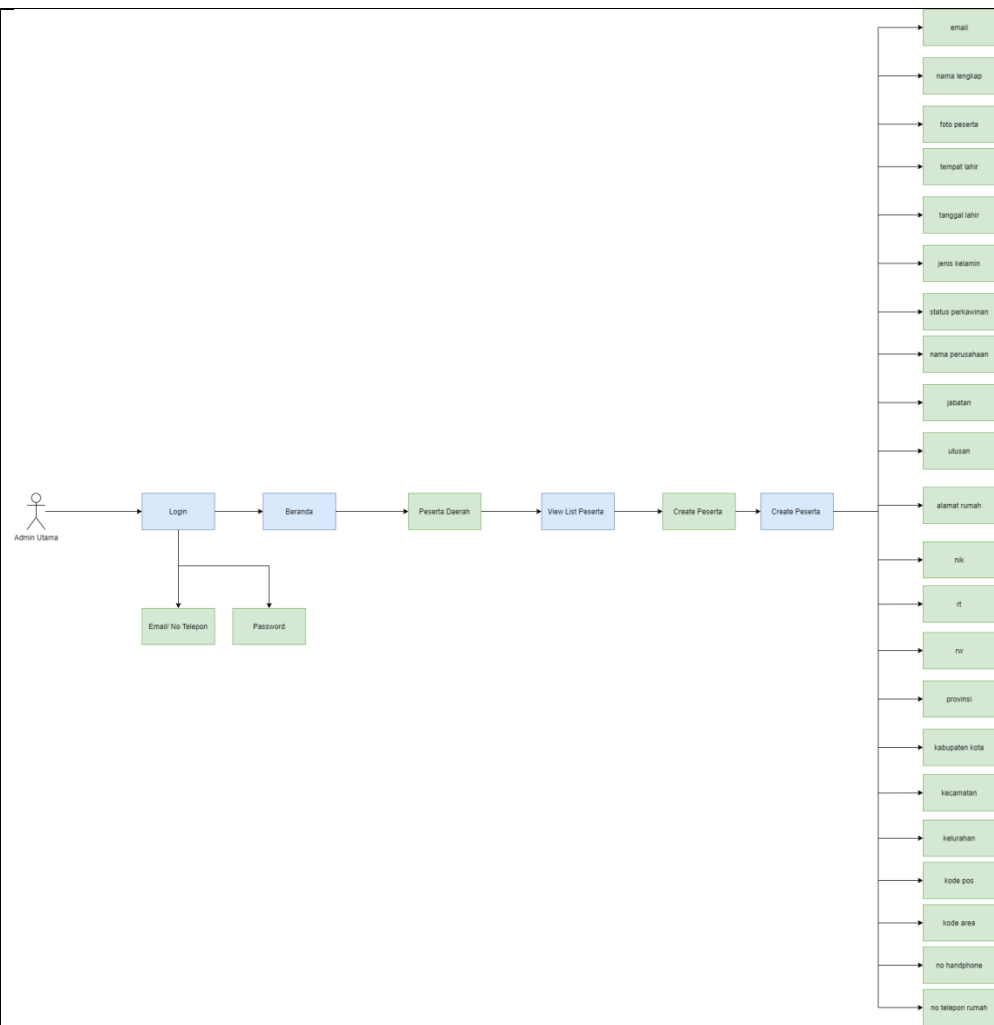 email
nama lengkap
foto peserta
tempat lahir
tanggal lahir
jenis kelamin
status perkawinan
nama perusahaan
jabatan
utusan
Admin Utama
Login
Beranda
Peserta Daerah
View List Peserta
Create Peserta
Create Peserta
alamat rumah
nik
rt
Email/ No Telepon
Password
rw
provinsi
kabupaten kota
kecamatan
kelurahan
kode pos
kode area
no handphone
no telepon rumah